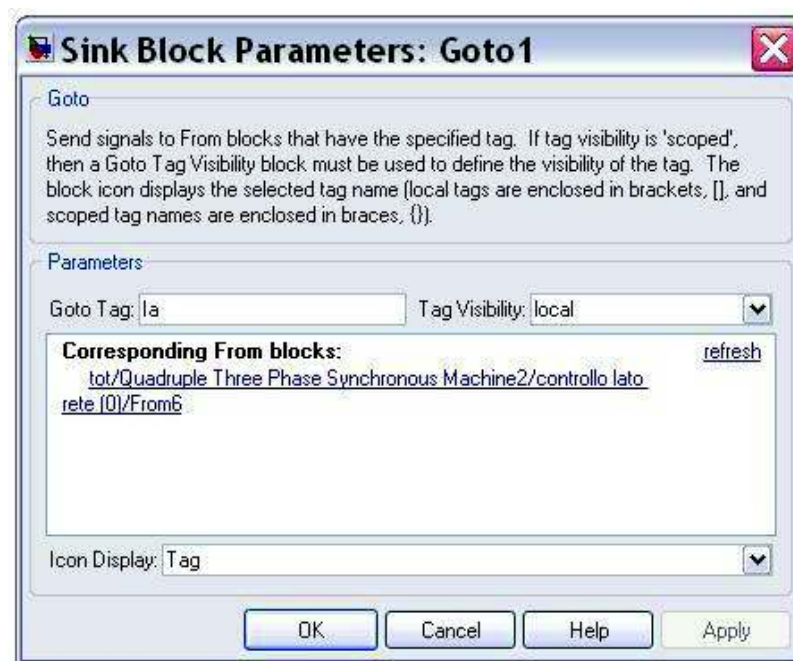 Sink Block Parameters: Goto1
Goto
Send signals to From blocks that have the specified tag. If tag visibility is 'scoped',
then a Goto Tag Visibility block must be used to define the visibility of the tag. The
block icon displays the selected tag name (local tags are enclosed in brackets, [], and
scoped tag names are enclosed in braces, {}).
Parameters
Goto Tag: Ia Tag Visibility: local
Corresponding From blocks: refresh
tot/Quadruple Three Phase Synchronous Machine2/controllo lato
rete (0)/From6
Icon Display: Tag
OK Cancel Help Apply